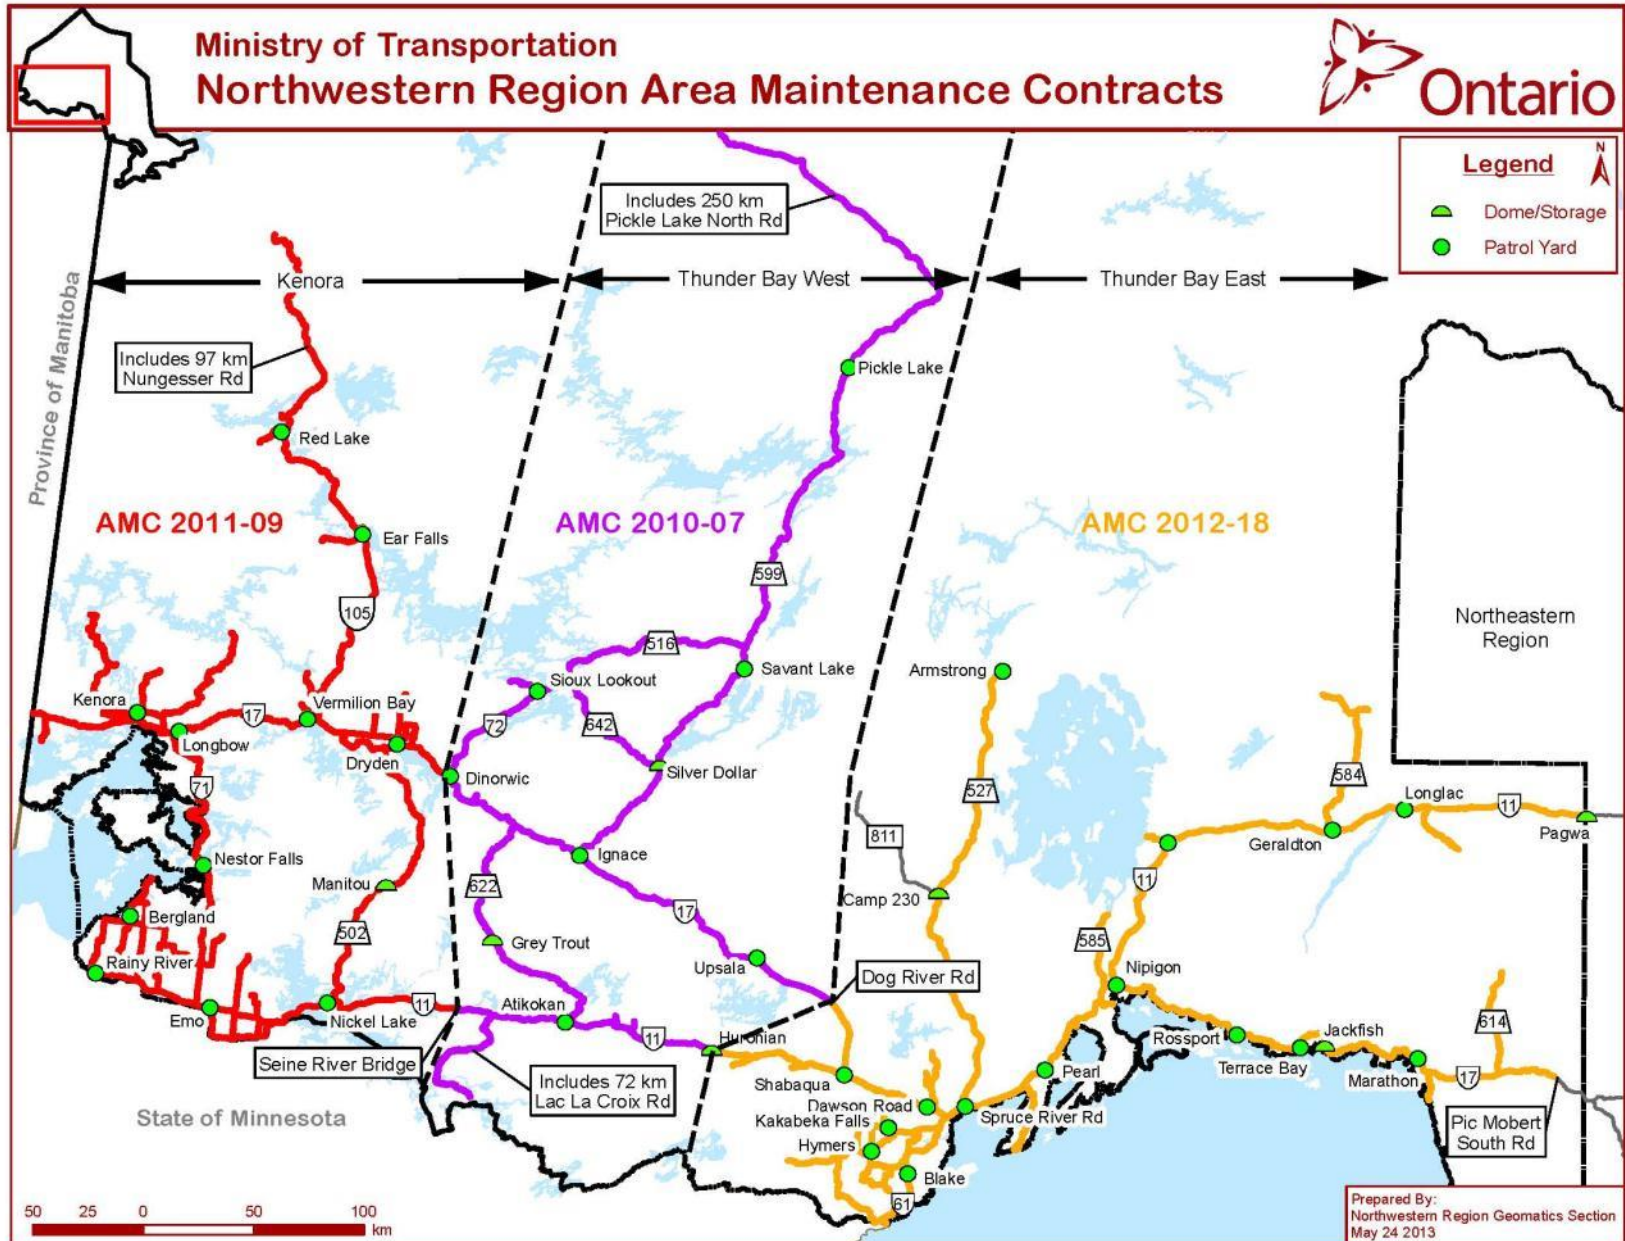 Ministry of Transportation
Northwestern Region Area Maintenance Contracts
Ontario
Legend
N
Dome/Storage
Patrol Yard
Includes 250 km
Pickle Lake North Rd
Kenora
Thunder Bay West
Thunder Bay East
Province of Manitoba
Includes 97 km
Nungesser Rd
Pickle Lake
Red Lake
AMC 2011-09
AMC 2010-07
AMC 2012-18
Ear Falls
599
105
516
Northeastern
Region
Savant Lake
Armstrong
Sioux Lookout
Kenora
Vermilion Bay
17
72
642
Longbow
Dryden
Dinorwic
Silver Dollar
71
527
584
Longlac
11
811
Pagwa
Geraldton
Nestor Falls
Ignace
Manitou
622
11
Camp 230
Bergland
17
502
585
Grey Trout
Rainy River
Upsala
Dog River Rd
Nipigon
11
Atikokan
Emo
Nickel Lake
11
Huronian
Rossport
Jackfish
614
Seine River Bridge
Includes 72 km
Lac La Croix Rd
Shabaqua
Pearl
Terrace Bay
Marathon
17
Dawson Road
Kakabeka Falls
Spruce River Rd
State of Minnesota
Hymers
Pic Mobert
South Rd
Blake
61
50 25 0 50 100
km
Prepared By:
Northwestern Region Geomatics Section
May 24 2013